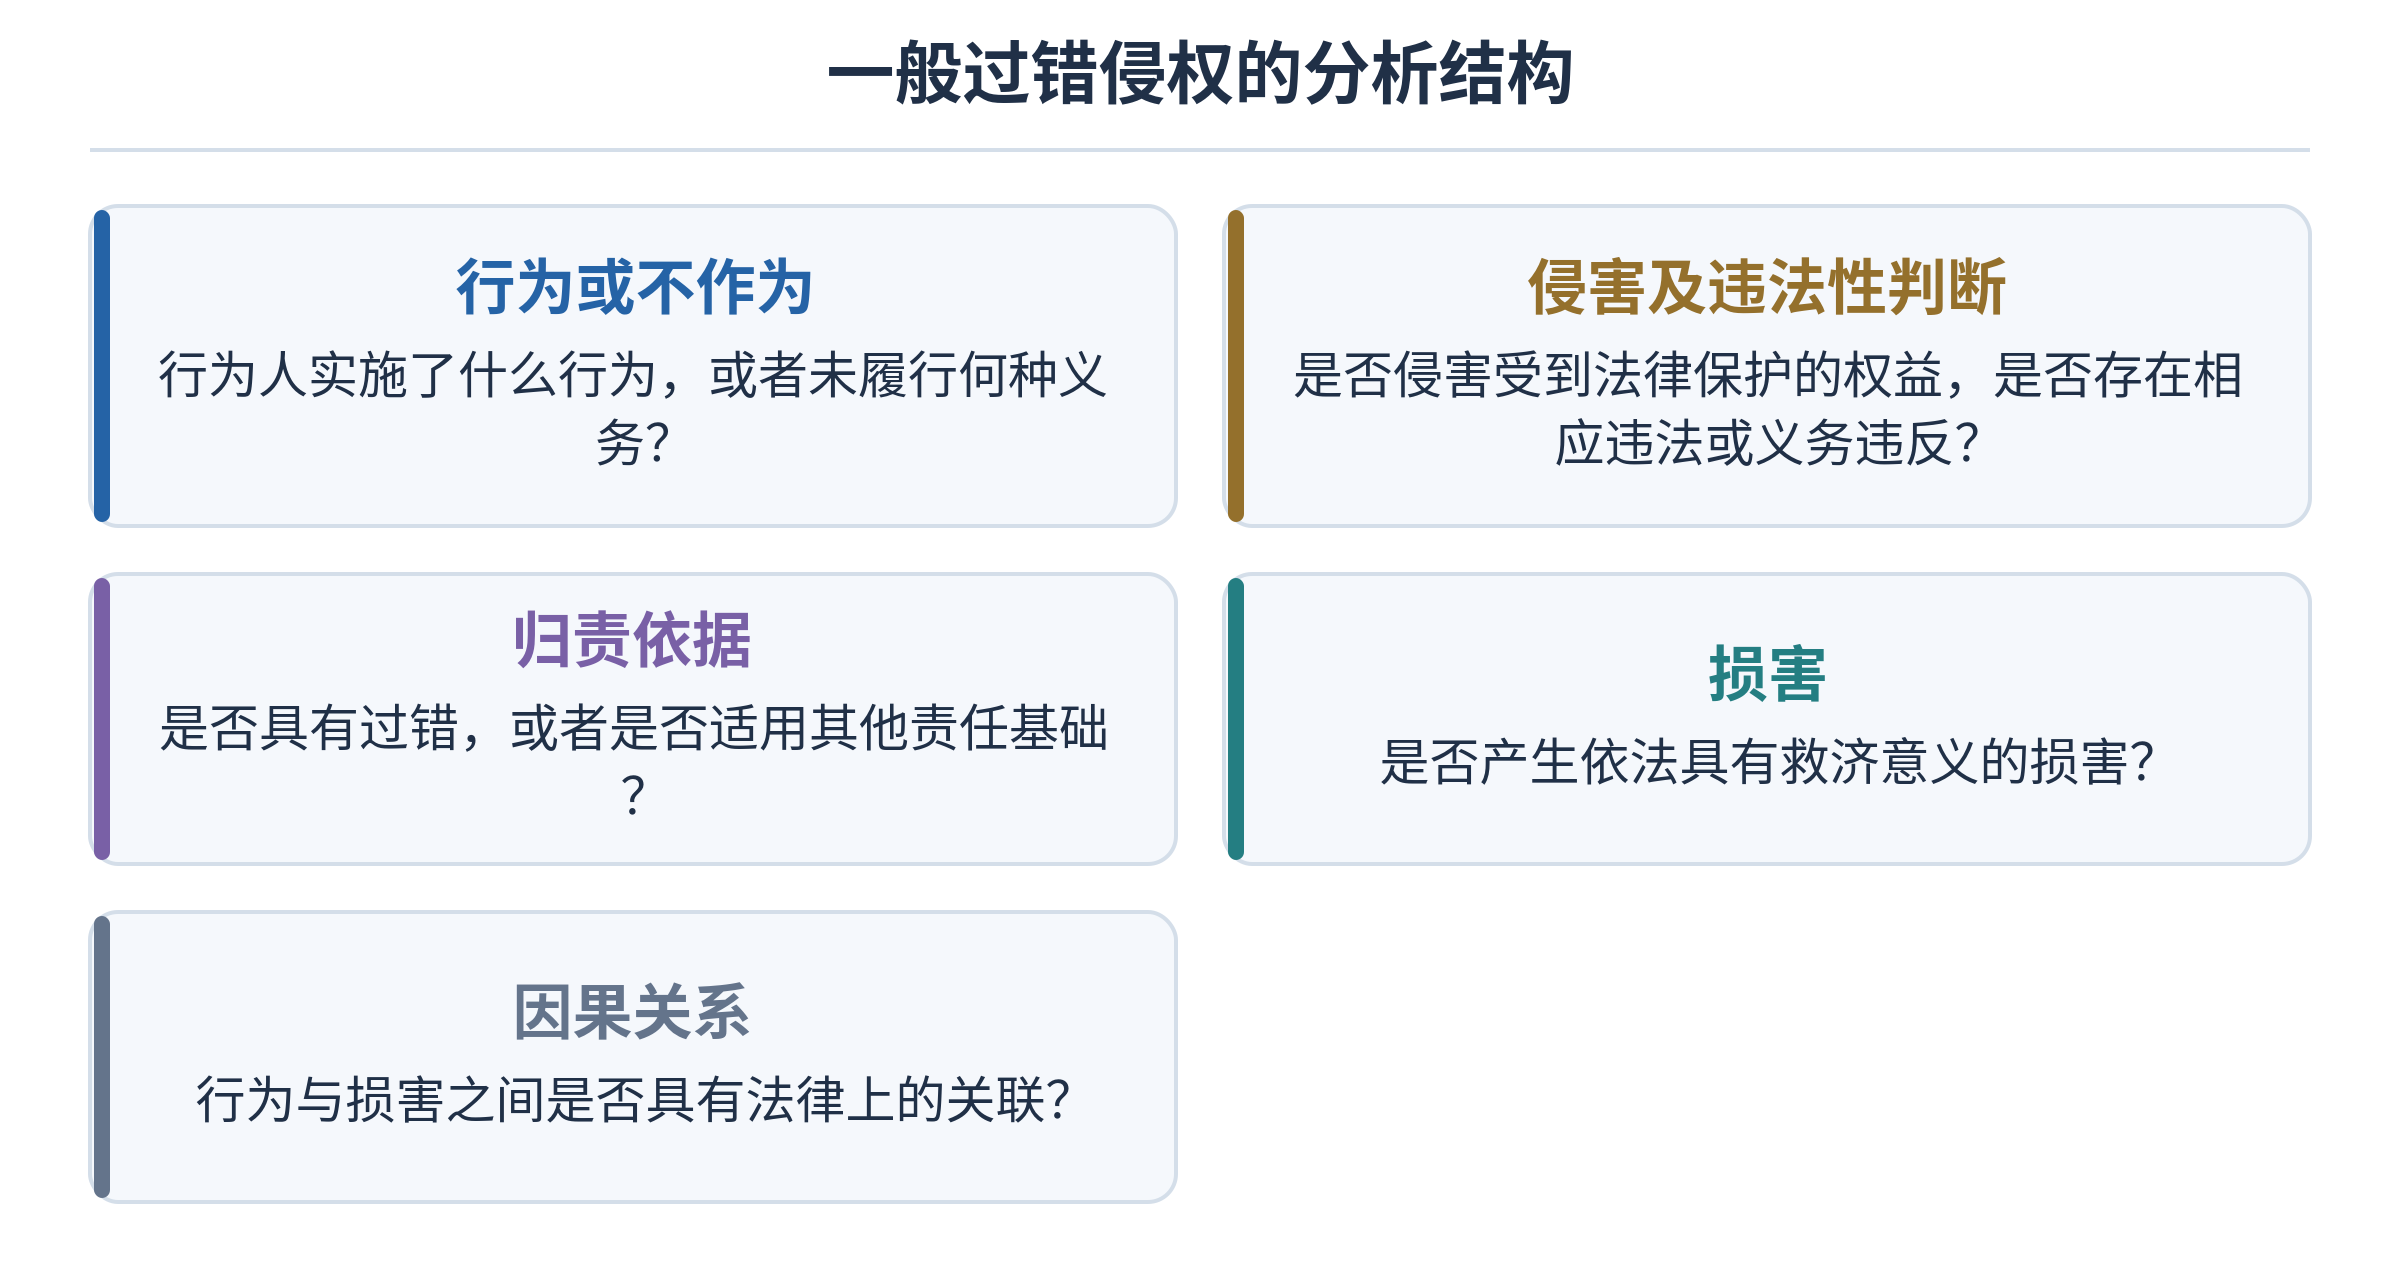 一般过错侵权的分析结构
行为或不作为
行为人实施了什么行为，或者未履行何种义
务？
侵害及违法性判断
是否侵害受到法律保护的权益，是否存在相
应违法或义务违反？
归责依据
是否具有过错，或者是否适用其他责任基础
？
损害
是否产生依法具有救济意义的损害？
因果关系
行为与损害之间是否具有法律上的关联？